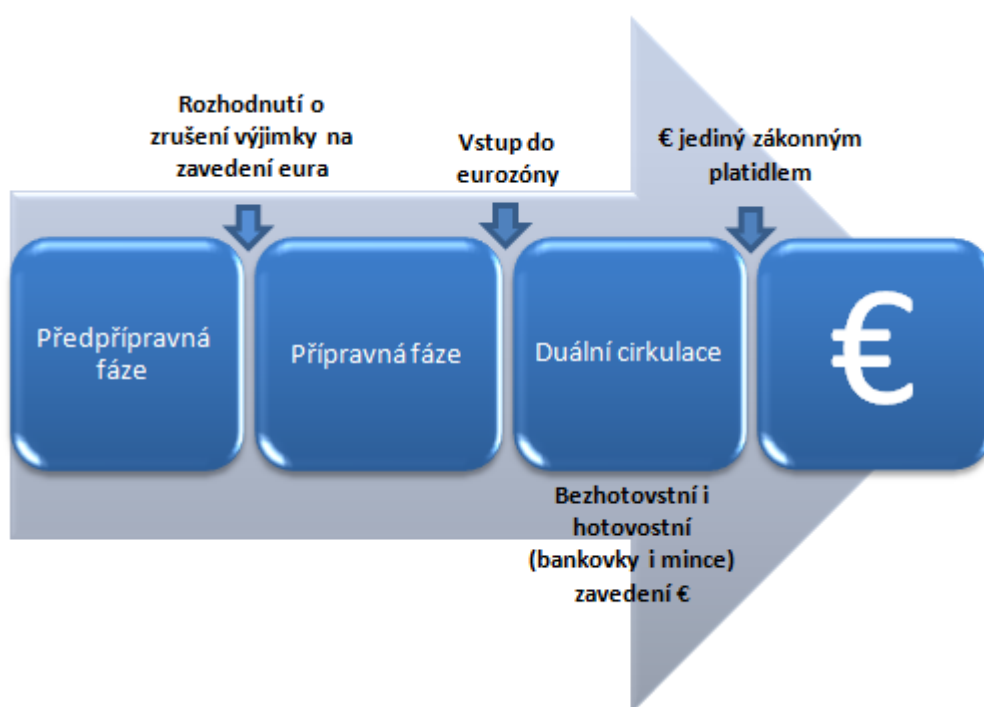 Rozhodnutí o
zrušení výjimky na
zavedení eura
Vstup do
eurozóny
€ jediný zákonným
platidlem
Předpřípravná
fáze
Přípravná fáze
Duální cirkulace
€
Bezhotovstní i
hotovostní
(bankovky i mince)
zavedení €